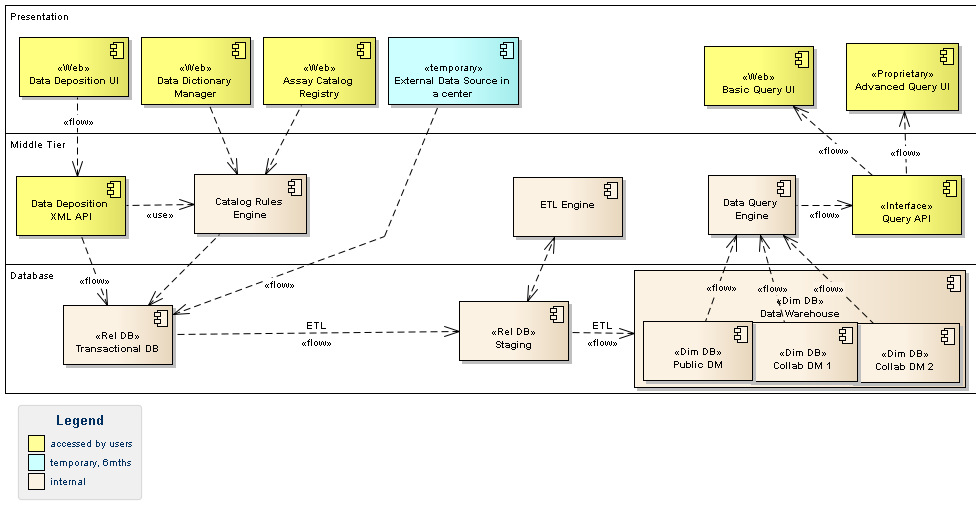 Presentation
«Web»
Data Deposition UI
«Web»
Data Dictionary
Manager
«Web»
Assay Catalog
Registry
«temporary»
External Data Source in
a center
«Web»
Basic Query UI
«Proprietary»
Advanced Query UI
«flow»
«flow»
«flow»
Middle Tier
Data Deposition
XML API
«use»
Catalog Rules
Engine
ETL Engine
Data Query
Engine
«flow»
«Interface»
Query API
Database
«flow»
«flow»
«flow»
«flow»
«flow»
«Rel DB»
Transactional DB
ETL
«flow»
«Rel DB»
Staging
ETL
«flow»
«Dim DB»
Data Warehouse
«Dim DB»
Public DM
«Dim DB»
Collab DM 1
«Dim DB»
Collab DM 2
Legend
accessed by users
temporary, 6mths
internal